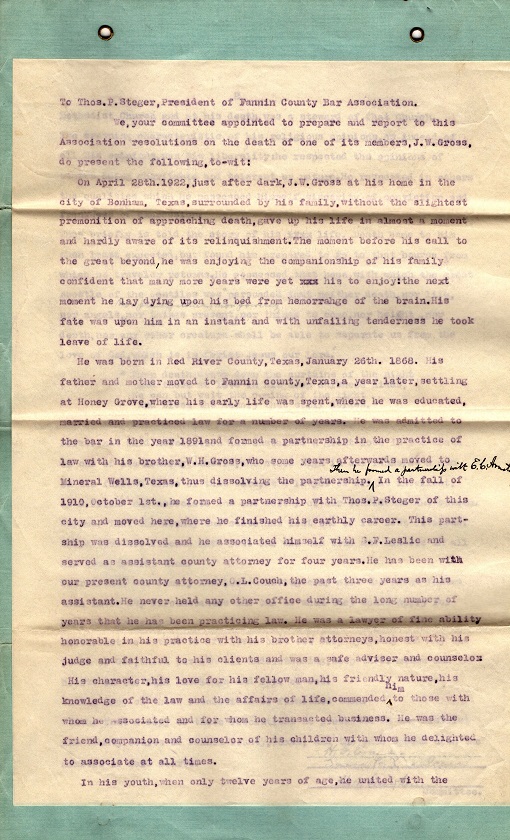 To Thos.P.Steger,President of Fannin County Bar Association.
We,your committee appointed to prepare and report to this
Association resolutions on the death of one of its members,J.W.Gross,
do present the following,to-wit:
On April 28th.1922,just after dark,J.W.Gross at his home in the
city of Bonham, Texas,surrounded by his family,without the slightest
premonition of approaching death,gave up his life in almost a moment
and hardly aware of its relinquishment.The moment before his call to
the great beyond,he was enjoying the companionship of his family
confident that many more years were yet xxx his to enjoy:the next
moment he lay dying upon his bed from hemorrahge of the brain.His
fate was upon him in an instant and with unfailing tenderness he took
leave of life.
He was born in Red River County,Texas,January 26th. 1868. His
father and mother moved to Fannin county,Texas,a year later,settling
at Honey Grove,where his early life was spent,where he was educated,
married and practiced law for a number of years. He was admitted to
the bar in the year 1891and formed a partnership in the practice of
law with his brother,W.H.Gross,who some years afterwards moved to
then he formed a partnership with
Mineral Wells,Texas,thus dissolving the partnership. In the fall of
1910,October 1st.,he formed a partnership with Thos.P.Steger of this
city and moved here,where he finished his earthly career. This part-
ship was dissolved and he associated himself with S.F.Leslie and
served as assistant county attorney for four years.He has been with
our present county attorney,O.L.Couch,the past three years as his
assistant.He never held any other office during the long number of
years that he has been practicing law. He was a lawyer of fine ability
honorable in his practice with his brother attorneys,honest with his
judge and faithful to his clients and was a safe adviser and counselor
His character,his love for his fellow man,his friendly nature,his
him
knowledge of the law and the affairs of life,commended to those with
whom he associated and for whom he transacted business. He was the
friend,companion and counselor of his children with whom he delighted
to associate at all times.
In his youth,when only twelve years of age,he united with the